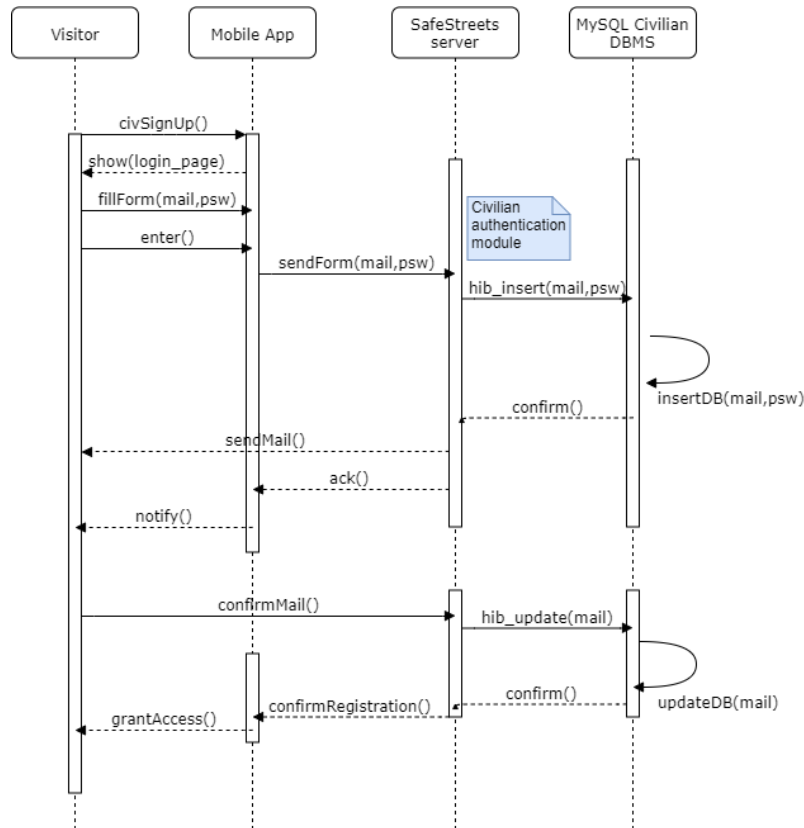 Visitor
Mobile App
SafeStreets
server
MySQL Civilian
DBMS
civSignUp()
show(login_page)
fillForm(mail,psw)
Civilian
authentication
module
enter()
sendForm(mail,psw)
hib_insert(mail,psw)
insertDB(mail,psw)
confirm()
sendMail()
ack()
notify()
confirmMail()
hib_update(mail)
updateDB(mail)
confirm()
confirmRegistration()
grantAccess()